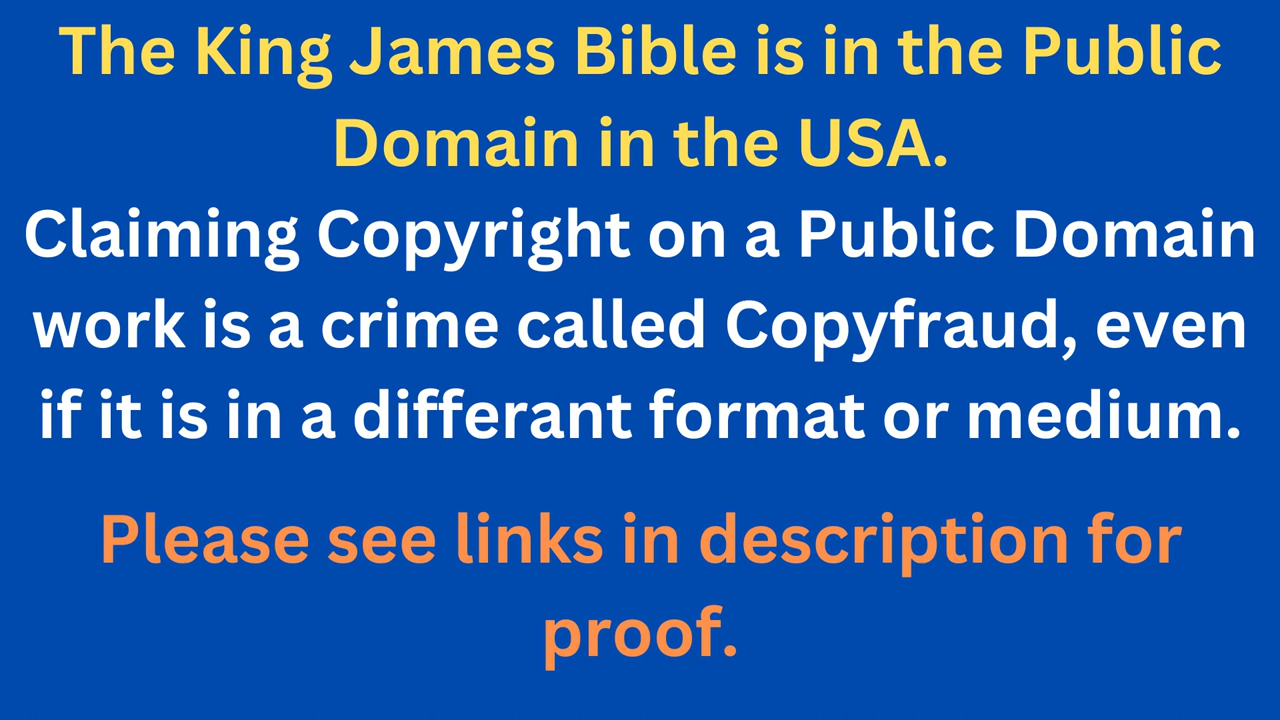 The King James Bible is in the Public
Domain in the USA.
Claiming Copyright on a Public Domain
work is a crime called Copyfraud, even
if it is in a differant format or medium.
Please see links in description for
proof.